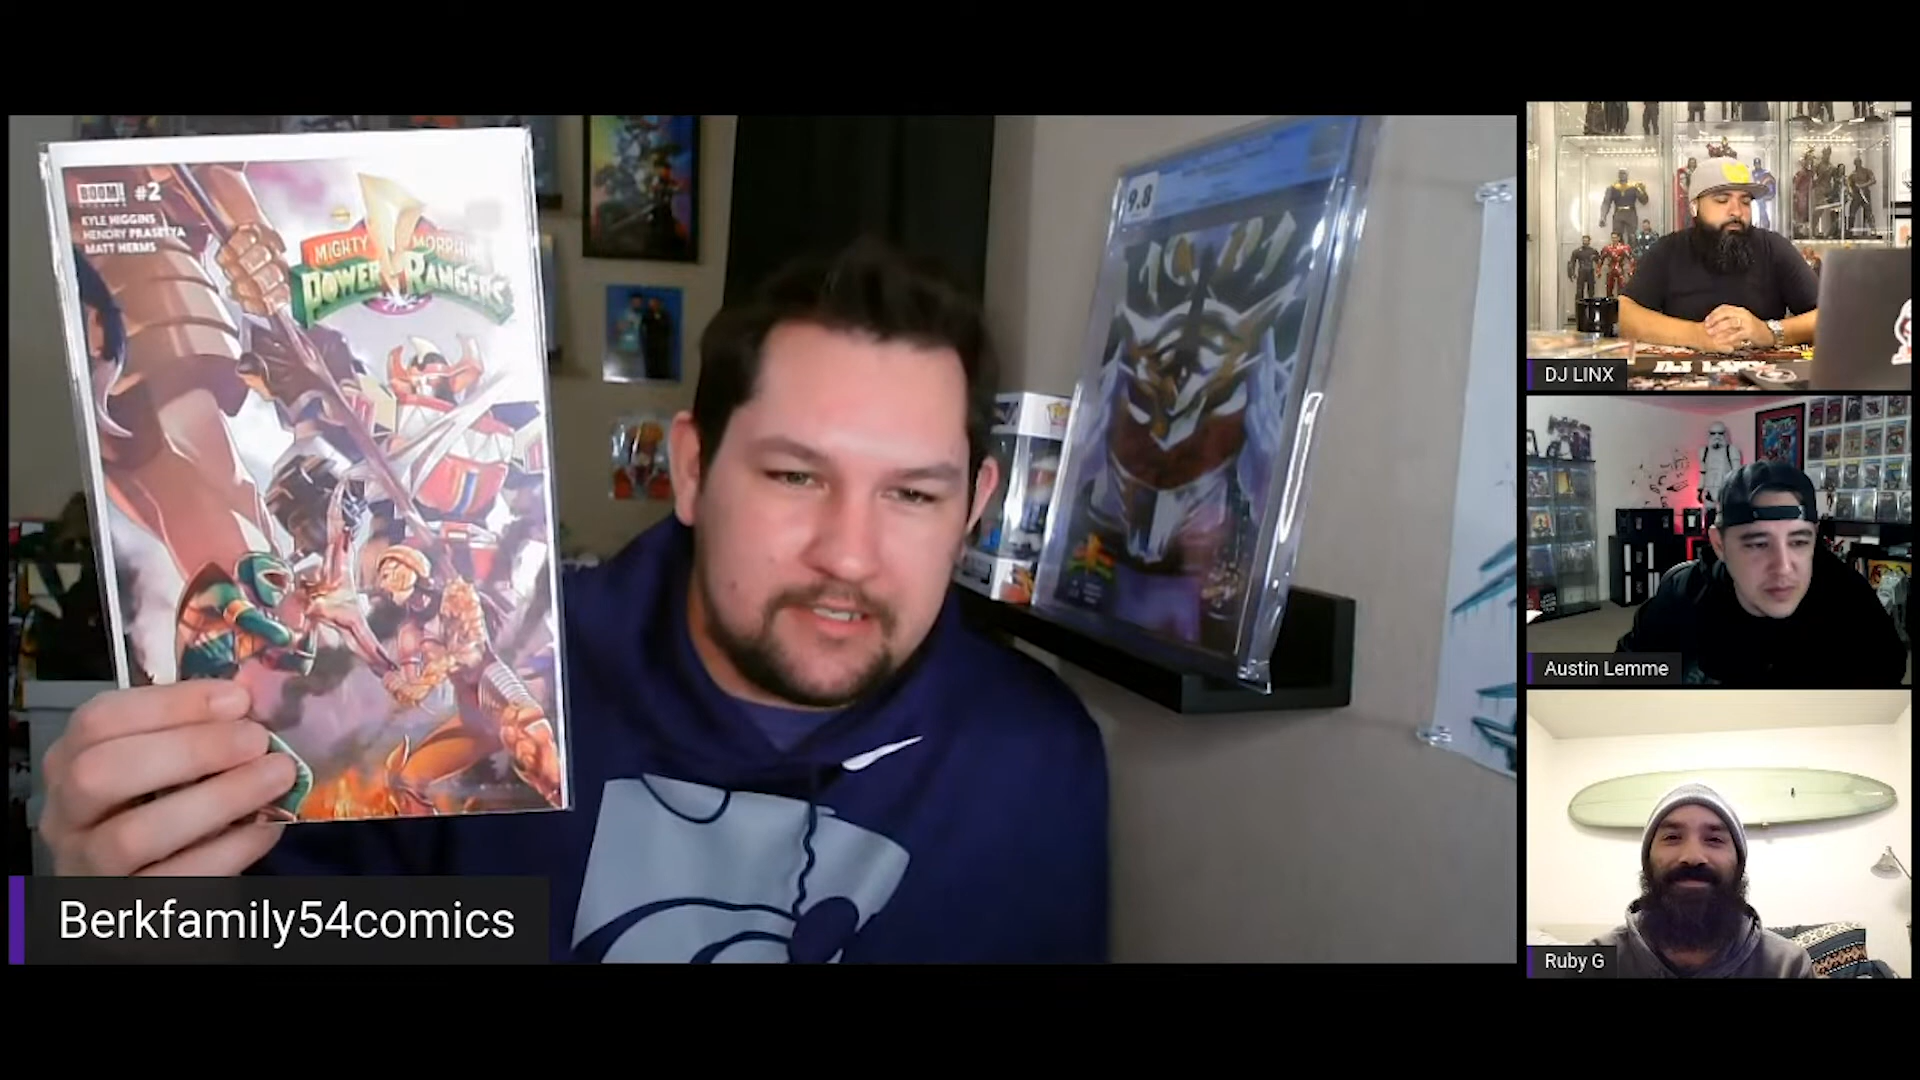 BOOM!
STUDIOS
#2
KYLE HIGGINS
HENDRY PRASETYA
MATT HERMS
MIGHTY MORPHIN
POWER RANGERS
9.8
DJ LINX
Austin Lemme
Berkfamily54comics
Ruby G